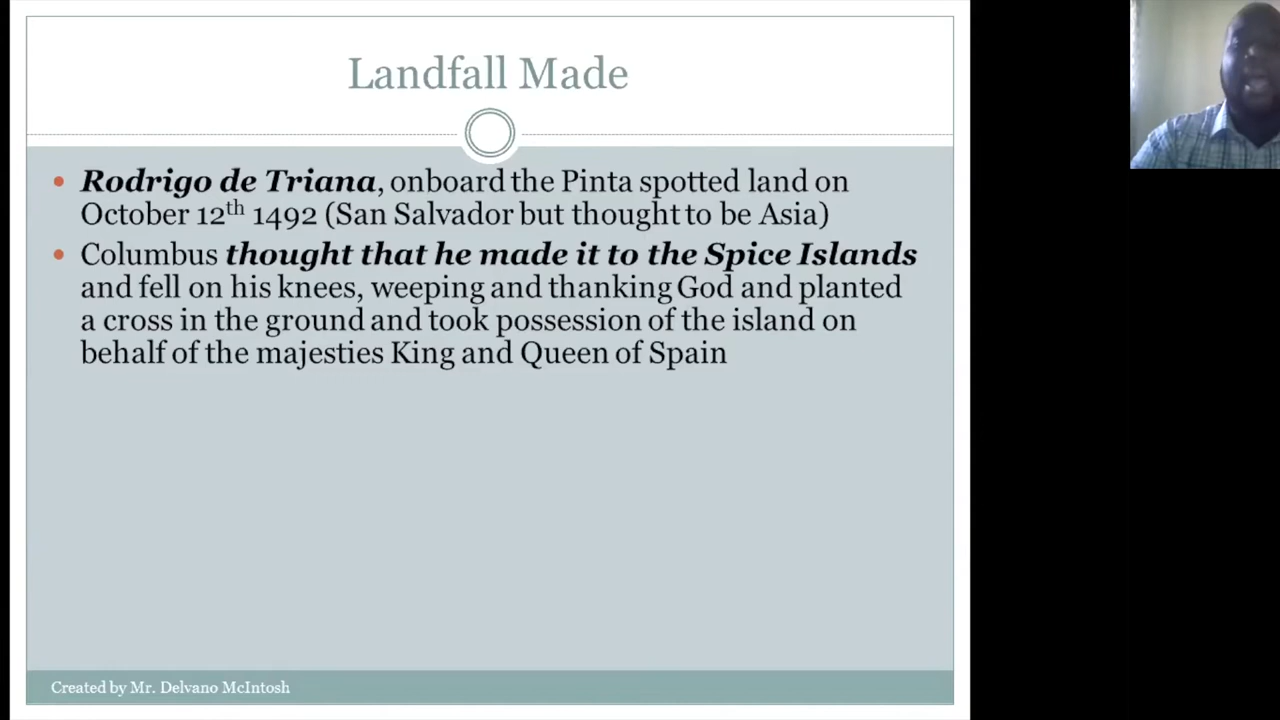 Landfall Made
• Rodrigo de Triana, onboard the Pinta spotted land on
October 12th 1492 (San Salvador but thought to be Asia)
• Columbus thought that he made it to the Spice Islands
and fell on his knees, weeping and thanking God and planted
a cross in the ground and took possession of the island on
behalf of the majesties King and Queen of Spain
Created by Mr. Delvano McIntosh